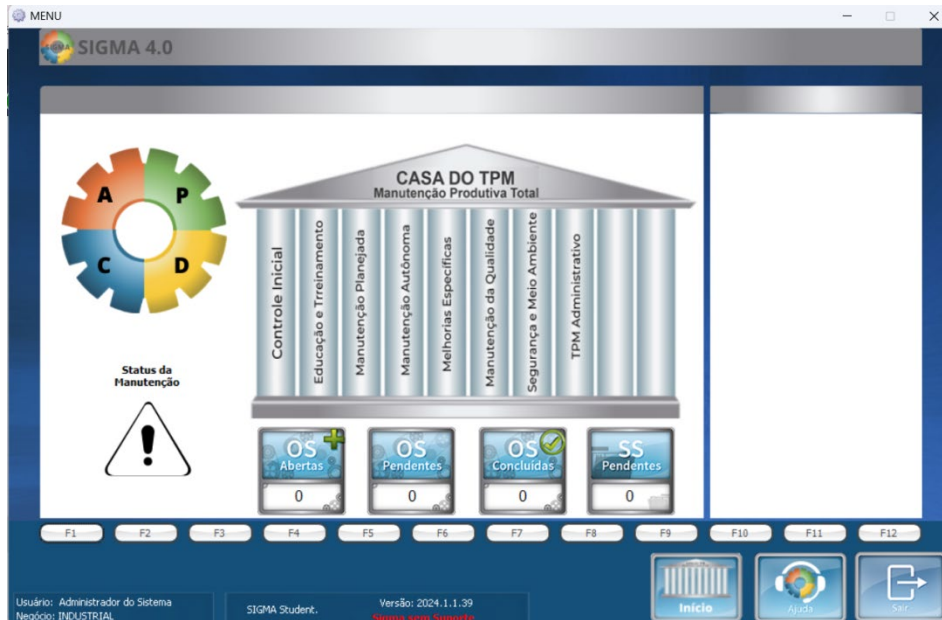 MENU
SIGMA 4.0
A
P
C
D
Status da
Manutenção
CASA DO TPM
Manutenção Produtiva Total
Controle Inicial
Educação e Trreinamento
Manutenção Planejada
Manutenção Autônoma
Melhorias Específicas
Manutenção da Qualidade
Segurança e Meio Ambiente
TPM Administrativo
OS
Abertas
0
OS
Pendentes
0
OS
Concluídas
0
SS
Pendentes
0
F1 F2 F3 F4 F5 F6 F7 F8 F9 F10 F11 F12
Usuário: Administrador do Sistema
Negócio: INDUSTRIAL
SIGMA Student.
Versão: 2024.1.1.39
Início
Ajuda
Sair